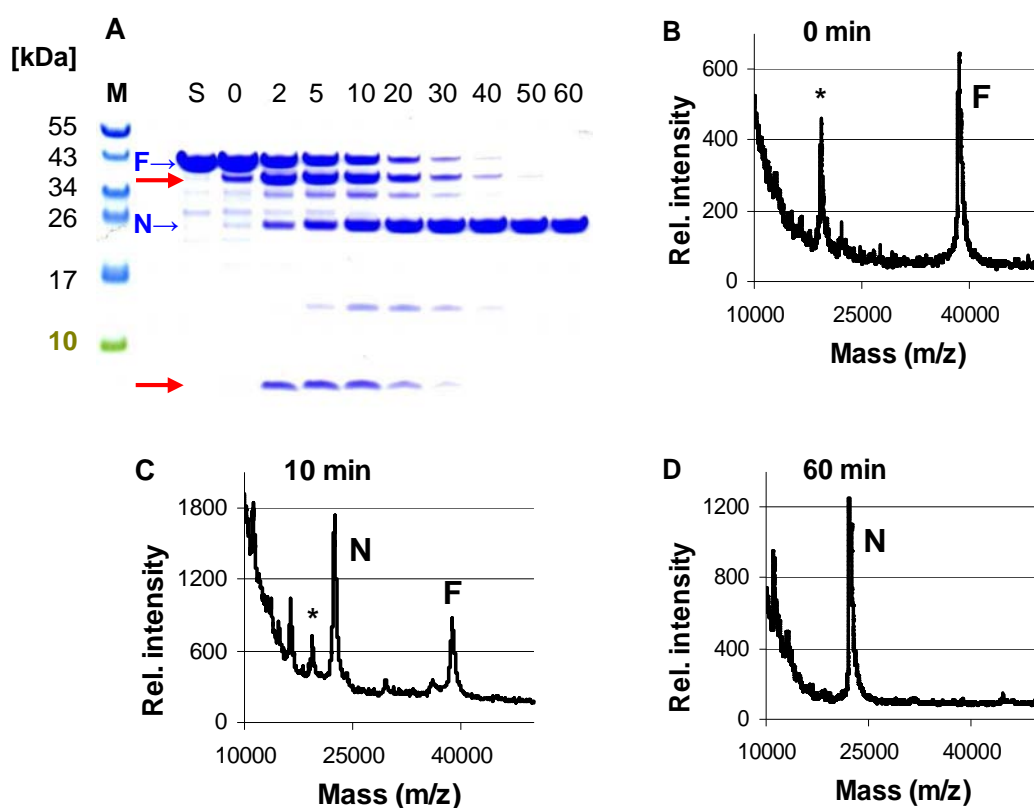 A
[kDa]
M S 0 2 5 10 20 30 40 50 60
55
43
F→
34
26
N→
17
10
B 0 min
Rel. intensity
600
400
200
0
*
F
10000 25000 40000
Mass (m/z)
C 10 min
Rel. intensity
1800
1200
600
0
*
N
F
10000 25000 40000
Mass (m/z)
D 60 min
Rel. intensity
1200
800
400
0
N
10000 25000 40000
Mass (m/z)